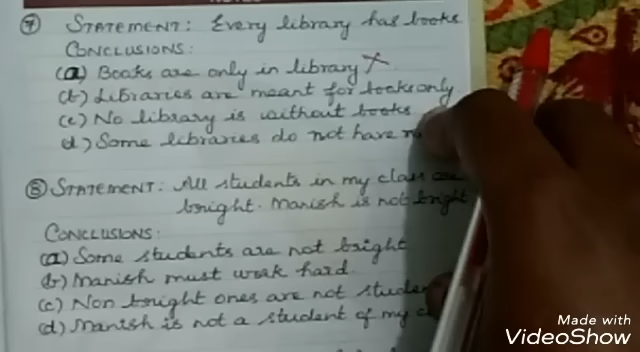 ⑦ STATEMENT: Every library has books
CONCLUSIONS:
(a) Books are only in library X
(b) Libraries are meant for books only
(c) No library is without books
(d) Some libraries do not have
⑧ STATEMENT: All students in my class are
bright. Manish is not bright
CONCLUSIONS:
(a) Some students are not bright
(b) Manish must work hard.
(c) Non bright ones are not
(d) Manish is not a student of my
Made with
VideoShow